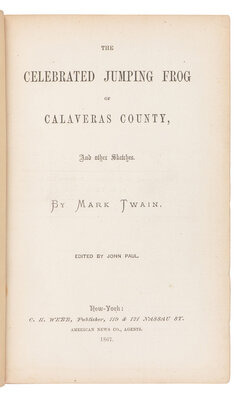 THE
CELEBRATED JUMPING FROG
OF
CALAVERAS COUNTY,
And other Sketches.
BY MARK TWAIN.
EDITED BY JOHN PAUL.
New-York:
C. H. WEBB, Publisher, 119 & 121 NASSAU ST.
AMERICAN NEWS CO., AGENTS.
1867.